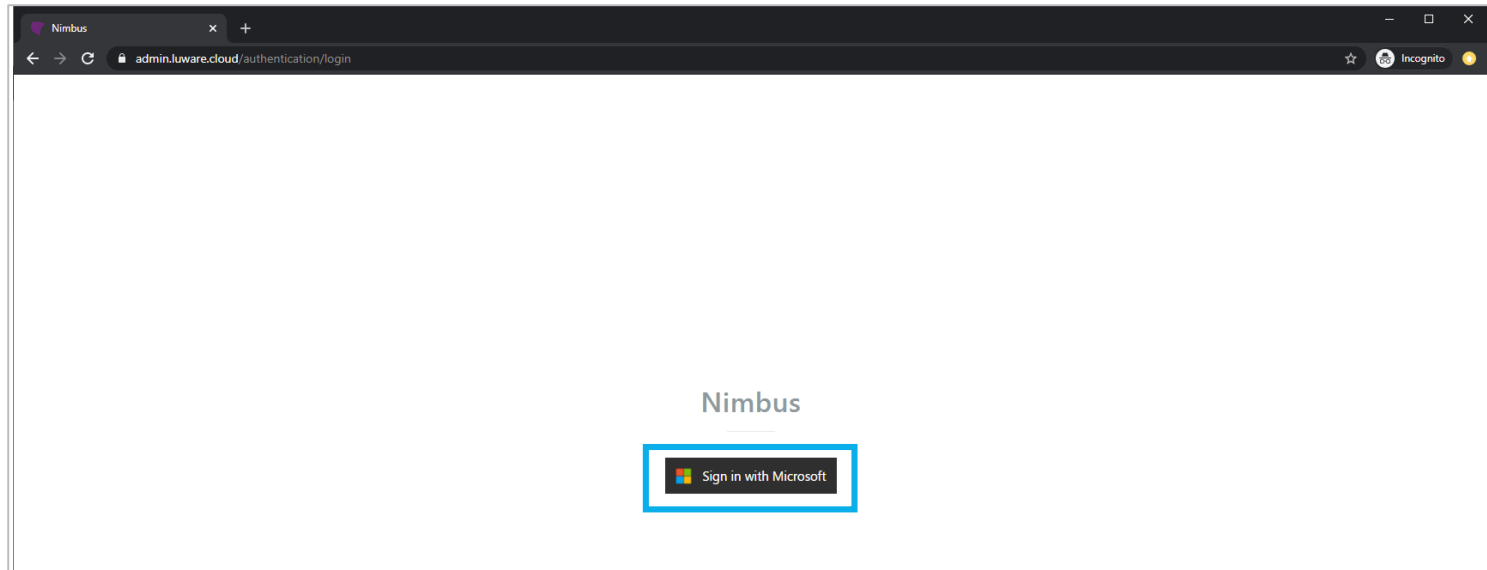 Nimbus
admin.luware.cloud/authentication/login
Incognito
Nimbus
Sign in with Microsoft